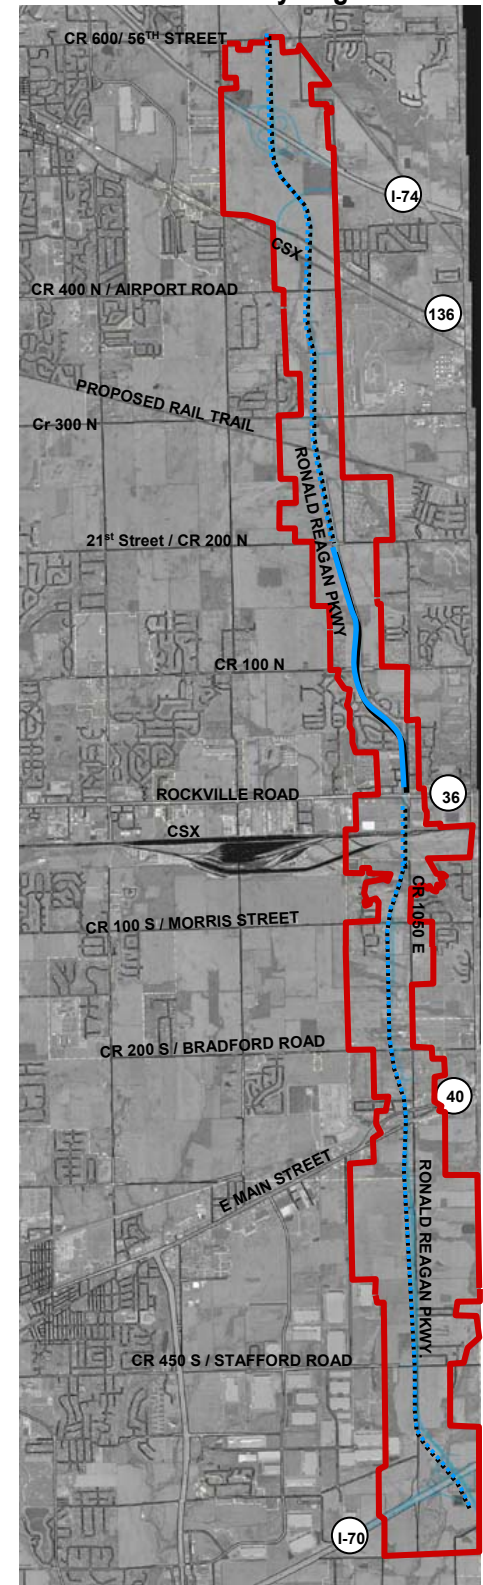 CR 600/ 56TH STREET
I-74
CSX
CR 400 N / AIRPORT ROAD
136
PROPOSED RAIL TRAIL
Cr 300 N
RONALD REAGAN PKWY
21st Street / CR 200 N
CR 100 N
ROCKVILLE ROAD
36
CSX
CR 1050 E
CR 100 S / MORRIS STREET
CR 200 S / BRADFORD ROAD
40
E MAIN STREET
RONALD REAGAN PKWY.
CR 450 S / STAFFORD ROAD
I-70